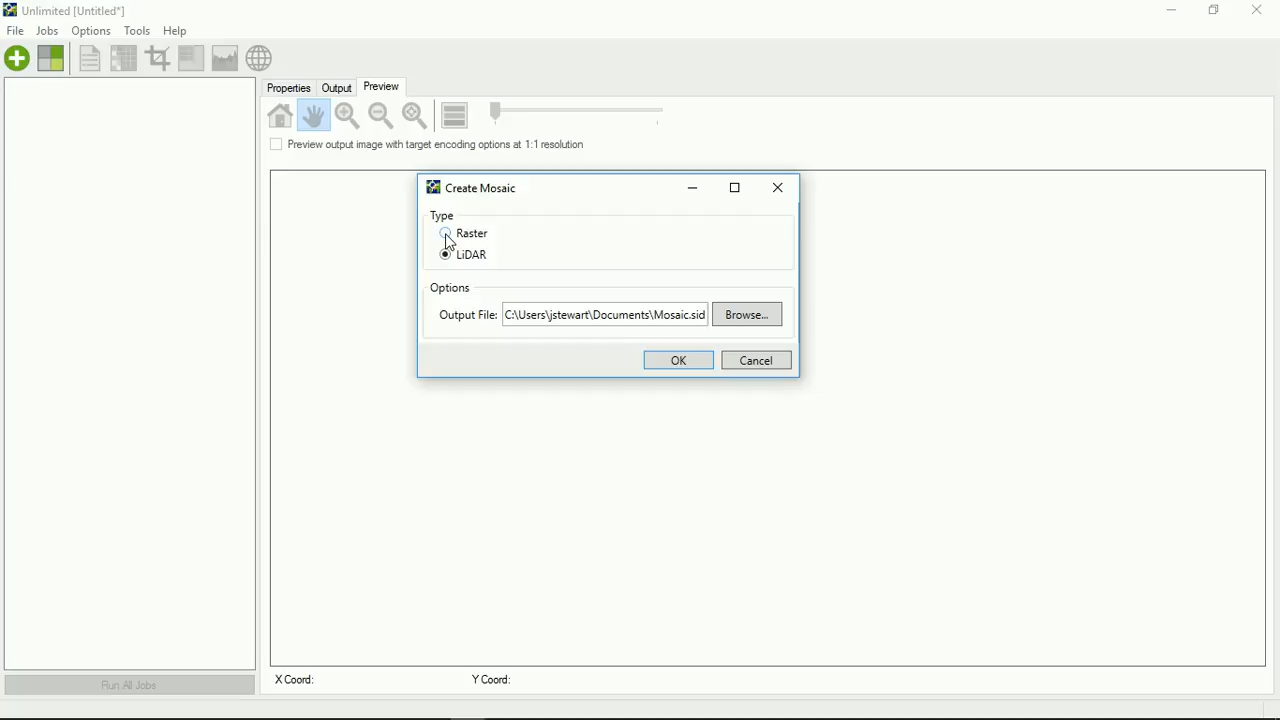 Unlimited [Untitled*]
File Jobs Options Tools Help
Properties Output Preview
Preview output image with target encoding options at 1:1 resolution
Create Mosaic
Type
Raster
LiDAR
Options
Output File: C:\Users\jstewart\Documents\Mosaic.sid Browse...
OK Cancel
X Coord: Y Coord:
Run All Jobs